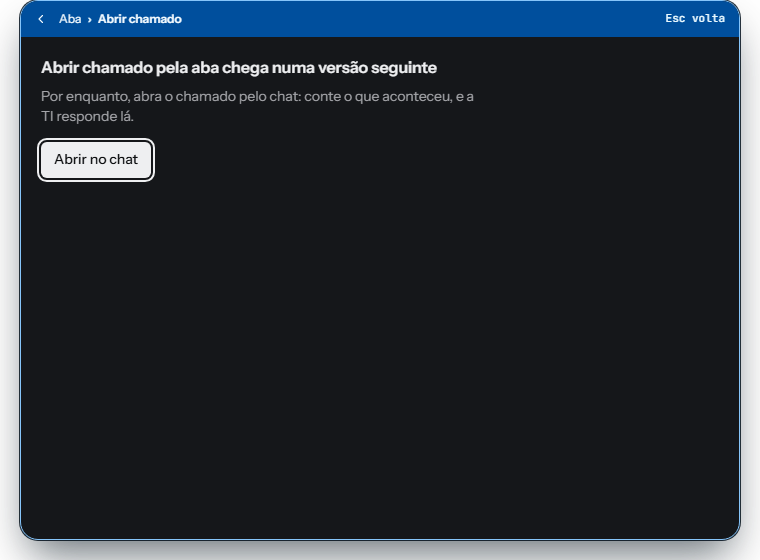 Aba › Abrir chamado
Esc volta
Abrir chamado pela aba chega numa versão seguinte
Por enquanto, abra o chamado pelo chat: conte o que aconteceu, e a
TI responde lá.
Abrir no chat